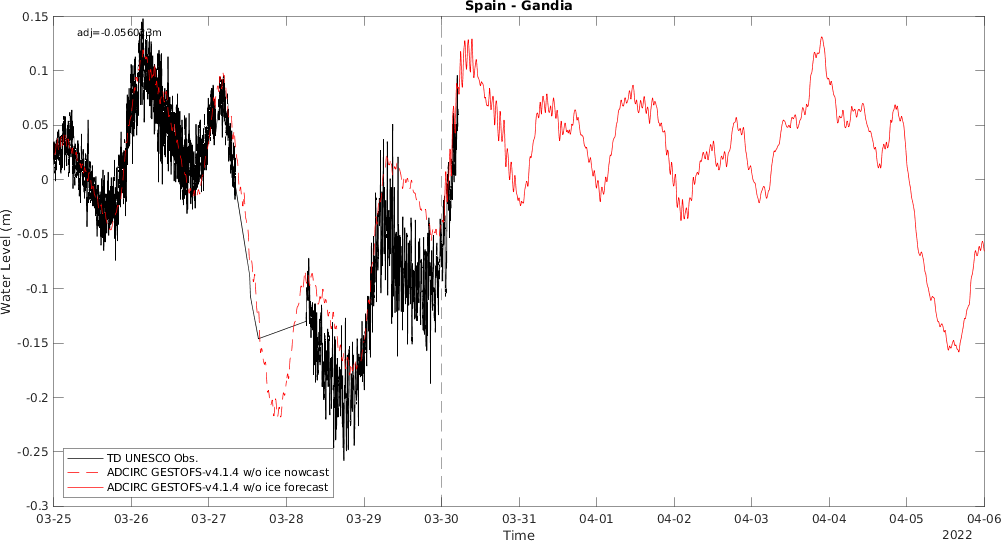 Spain - Gandia
0.15
0.1
0.05
0
-0.05
-0.1
-0.15
-0.2
-0.25
-0.3
Water Level (m)
TD UNESCO Obs.
ADCIRC GESTOFS-v4.1.4 w/o ice nowcast
ADCIRC GESTOFS-v4.1.4 w/o ice forecast
03-25 03-26 03-27 03-28 03-29 03-30 03-31 04-01 04-02 04-03 04-04 04-05 04-06
Time
2022